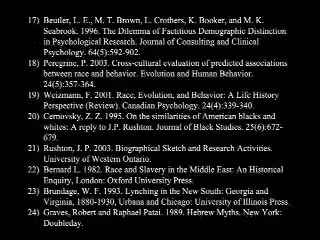 17) Beutler, L. E., M. T. Brown, L. Crothers, K. Booker, and M. K.
Seabrook. 1996. The Dilemma of Factitious Demographic Distinction
in Psychological Research. Journal of Consulting and Clinical
Psychology. 64(5):592-902.
18) Peregrine, P. 2003. Cross-cultural evaluation of predicted associations
between race and behavior. Evolution and Human Behavior.
24(5):357-364.
19) Weizmann, F. 2001. Race, Evolution, and Behavior: A Life History
Perspective (Review). Canadian Psychology. 24(4):339-340.
20) Cernovsky, Z. Z. 1995. On the similarities of American blacks and
whites: A reply to J.P. Rushton. Journal of Black Studies. 25(6):672-
679.
21) Rushton, J. P. 2003. Biographical Sketch and Research Activities.
University of Western Ontario.
22) Bernard L. 1982. Race and Slavery in the Middle East: An Historical
Enquiry, London: Oxford University Press.
23) Brundage, W. F. 1993. Lynching in the New South: Georgia and
Virginia, 1880-1930, Urbana and Chicago: University of Illinois Press.
24) Graves, Robert and Raphael Patai. 1989. Hebrew Myths. New York:
Doubleday.